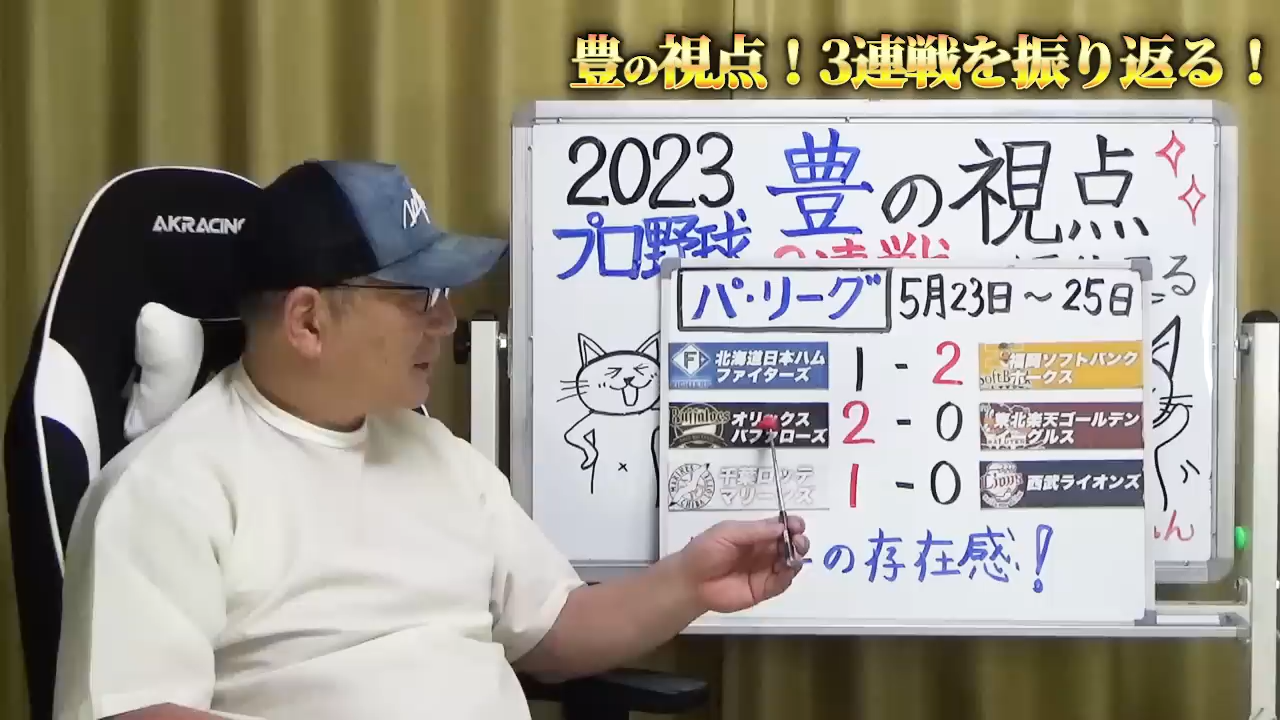 豊の視点！3連戦を振り返る！
2023 豊の視点
プロ野球
AKRACING
パ・リーグ 5月23日～25日
北海道日本ハム
ファイターズ
FIGHTERS
1 - 2
福岡ソフトバンク
ホークス
Buffaloes
オリックス
バファローズ
2 - 0
東北楽天ゴールデン
グルス
千葉ロッテ
マリーンズ
1 - 0
Lions
西武ライオンズ
の存在感！